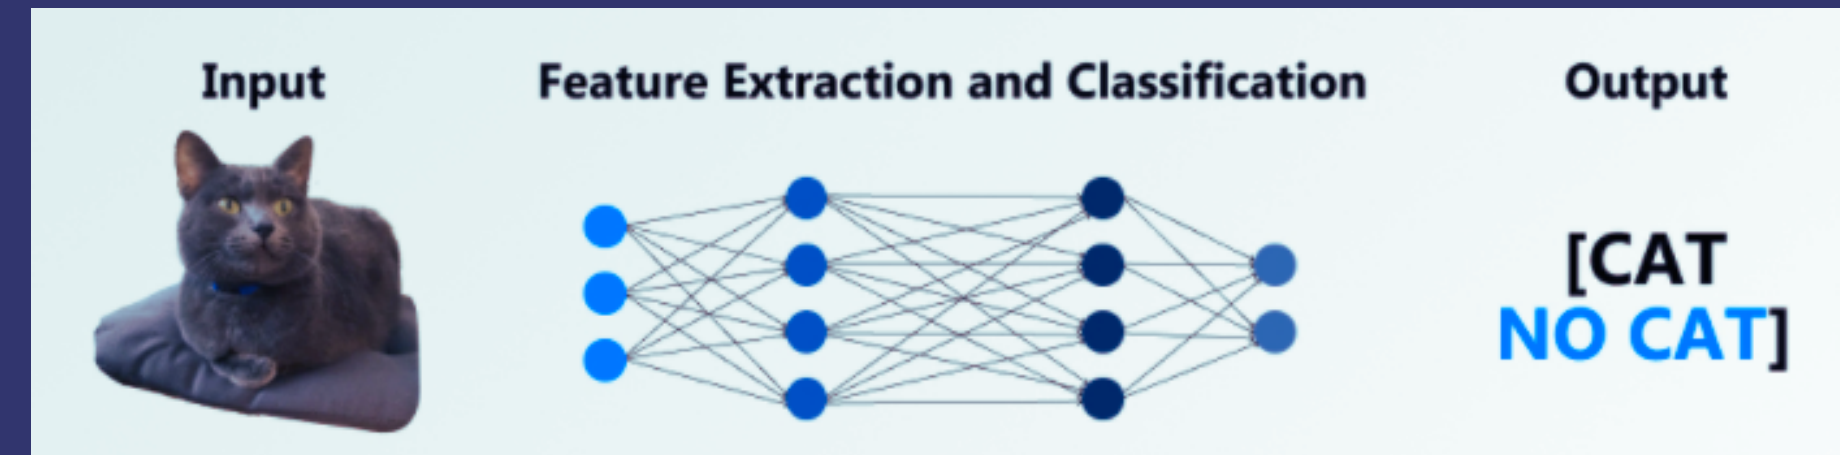 Input
Feature Extraction and Classification
Output
[CAT
NO CAT]